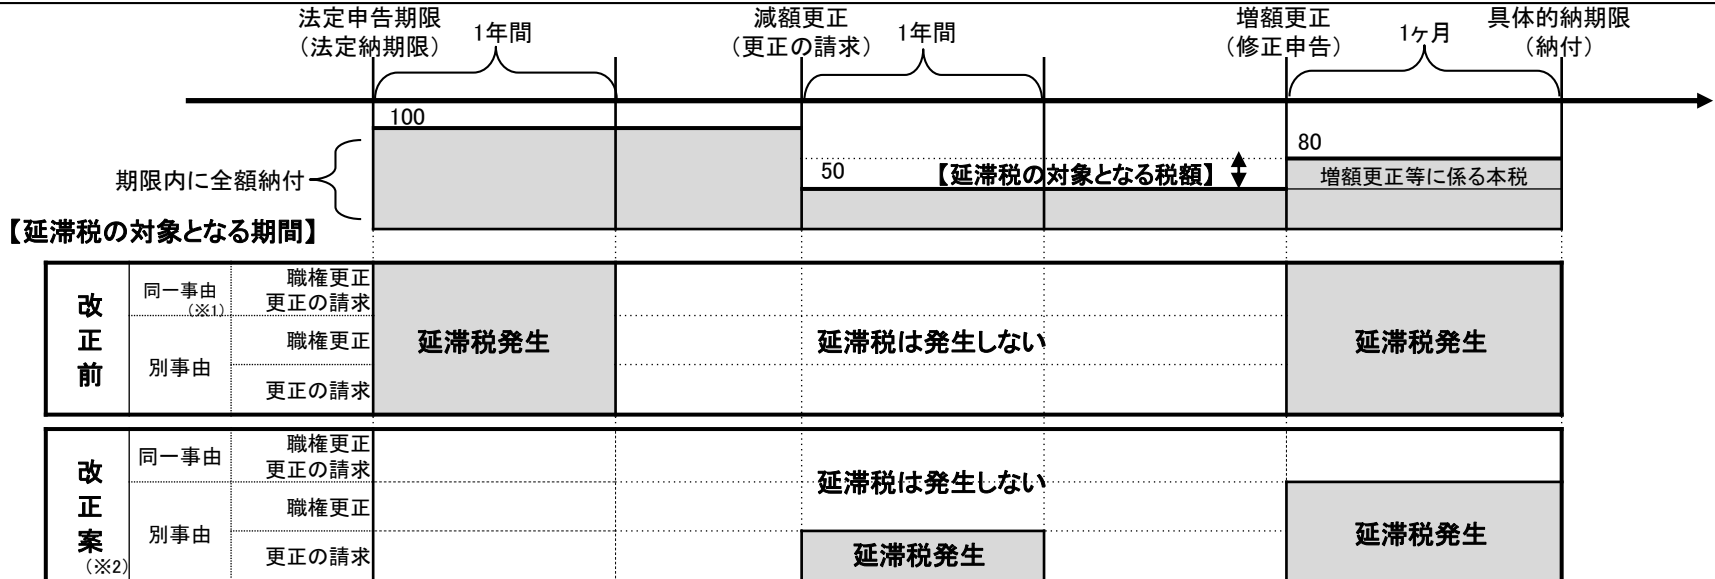 法定申告期限
（法定納期限）
1年間
減額更正
（更正の請求）
1年間
増額更正
（修正申告）
1ヶ月
具体的納期限
（納付）
100
50
80
期限内に全額納付
【延滞税の対象となる税額】
増額更正等に係る本税
【延滞税の対象となる期間】
改正前
同一事由
（※1）
職権更正
更正の請求
別事由
職権更正
更正の請求
延滞税発生
延滞税は発生しない
延滞税発生
改正案
（※2）
同一事由
職権更正
更正の請求
別事由
職権更正
更正の請求
延滞税は発生しない
延滞税発生
延滞税発生